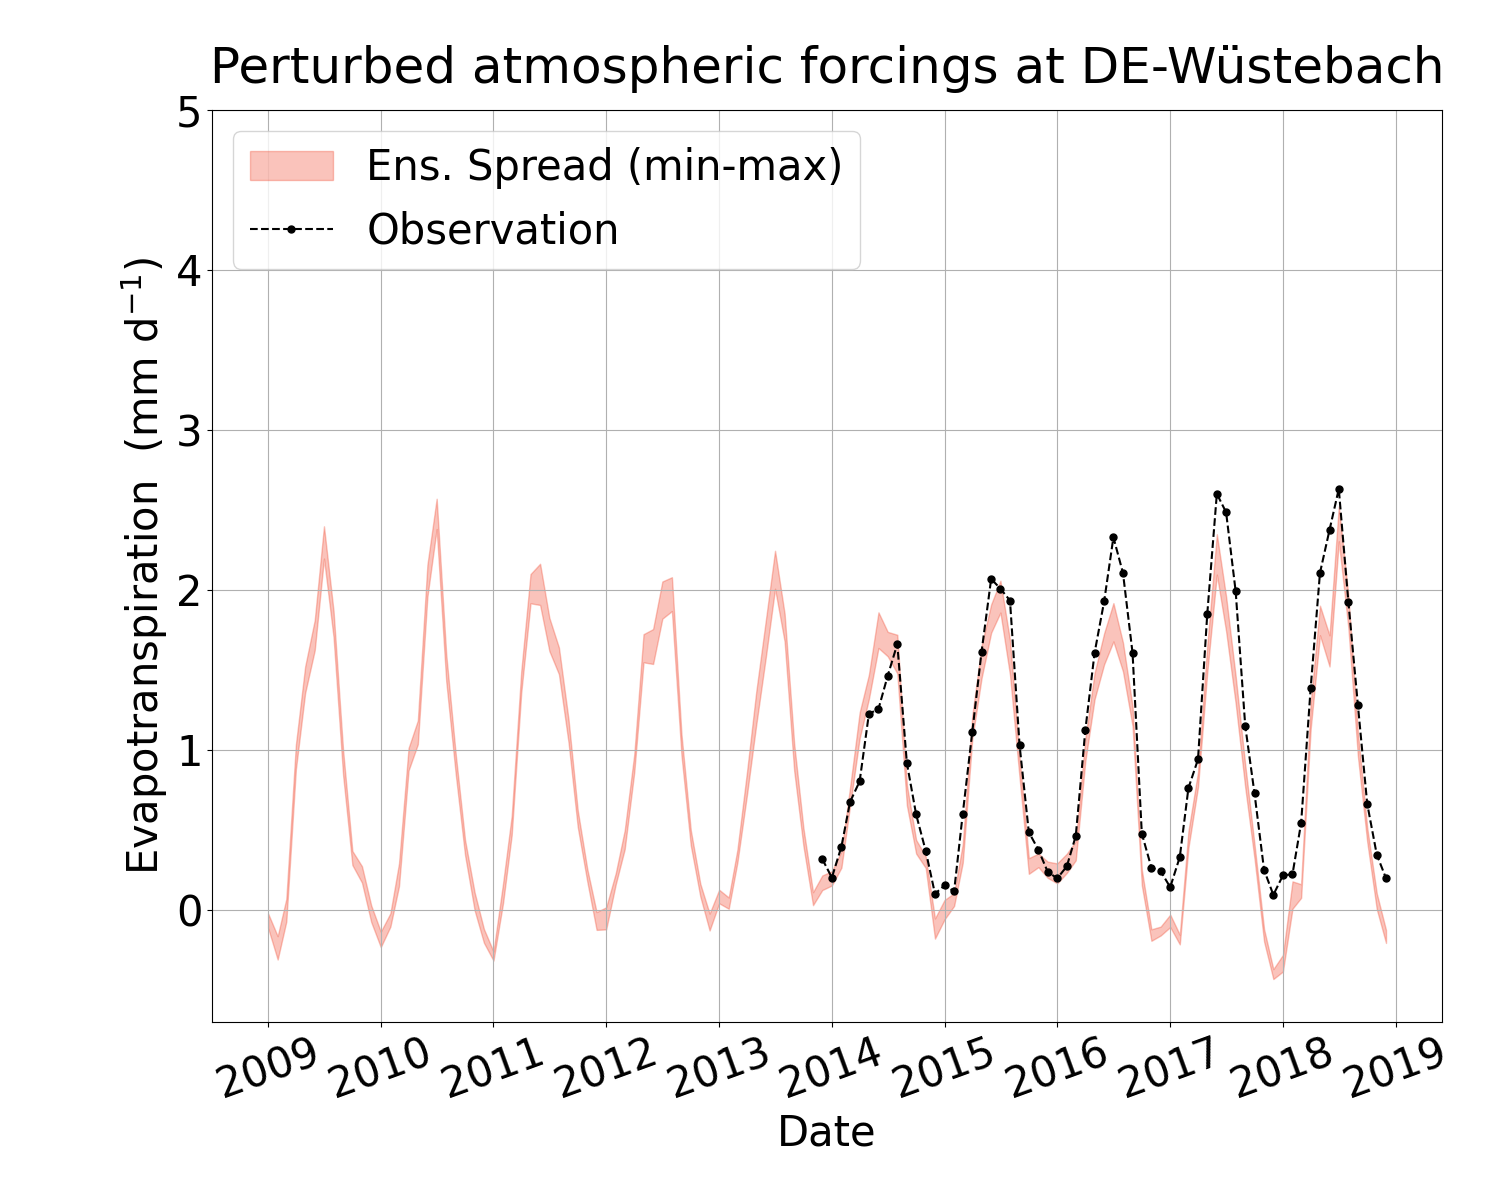 Perturbed atmospheric forcings at DE-Wüstebach
5
4
3
2
1
0
Evapotranspiration (mm d⁻¹)
Ens. Spread (min-max)
Observation
2009 2010 2011 2012 2013 2014 2015 2016 2017 2018 2019
Date